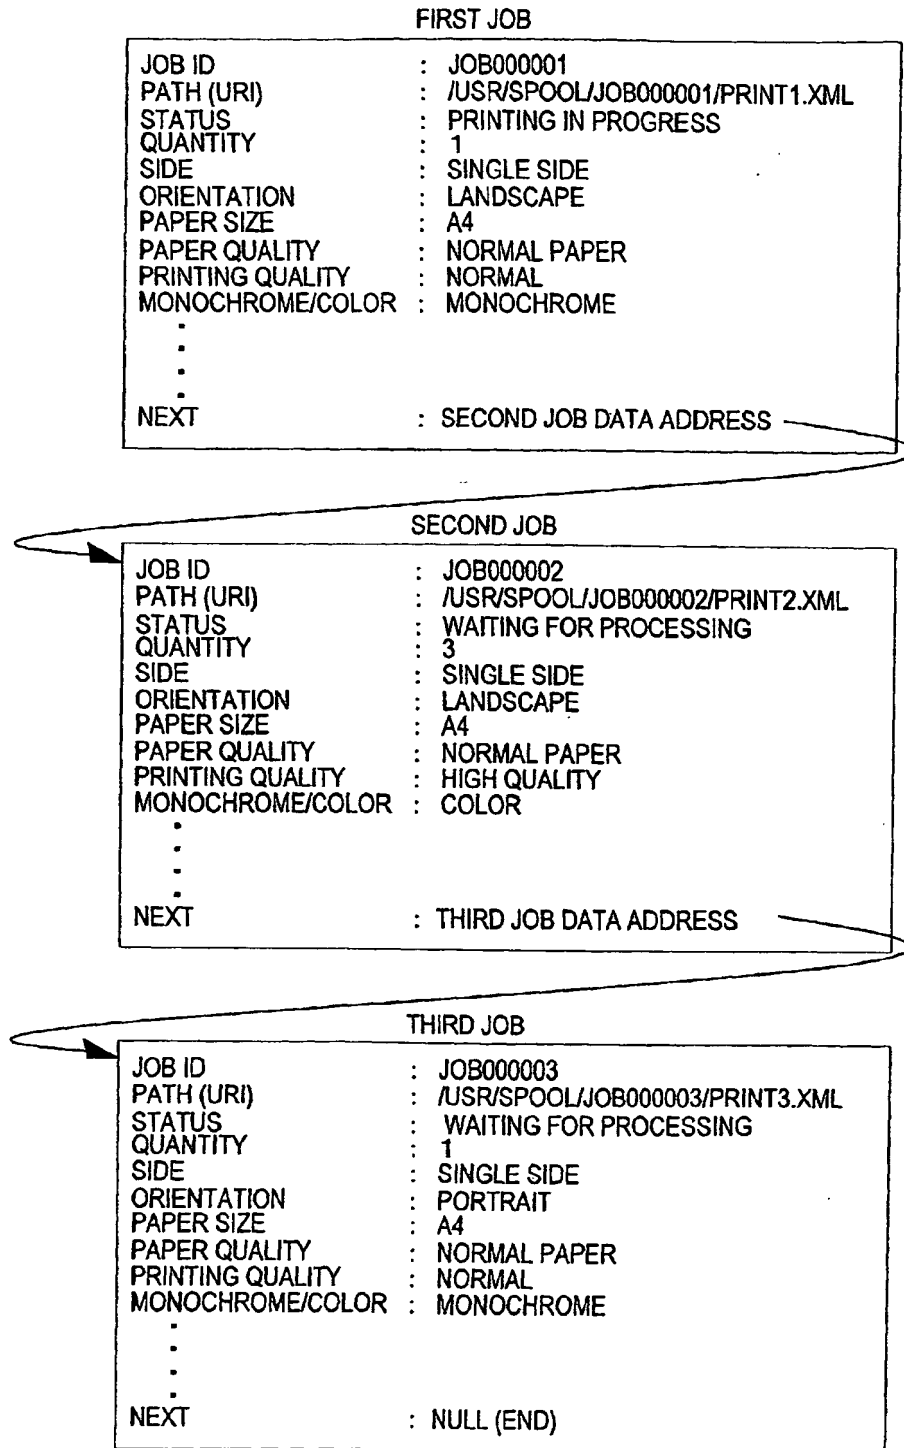 FIRST JOB
JOB ID : JOB000001
PATH (URI) : /USR/SPOOL/JOB000001/PRINT1.XML
STATUS : PRINTING IN PROGRESS
QUANTITY : 1
SIDE : SINGLE SIDE
ORIENTATION : LANDSCAPE
PAPER SIZE : A4
PAPER QUALITY : NORMAL PAPER
PRINTING QUALITY : NORMAL
MONOCHROME/COLOR : MONOCHROME
NEXT : SECOND JOB DATA ADDRESS
SECOND JOB
JOB ID : JOB000002
PATH (URI) : /USR/SPOOL/JOB000002/PRINT2.XML
STATUS : WAITING FOR PROCESSING
QUANTITY : 3
SIDE : SINGLE SIDE
ORIENTATION : LANDSCAPE
PAPER SIZE : A4
PAPER QUALITY : NORMAL PAPER
PRINTING QUALITY : HIGH QUALITY
MONOCHROME/COLOR : COLOR
NEXT : THIRD JOB DATA ADDRESS
THIRD JOB
JOB ID : JOB000003
PATH (URI) : /USR/SPOOL/JOB000003/PRINT3.XML
STATUS : WAITING FOR PROCESSING
QUANTITY : 1
SIDE : SINGLE SIDE
ORIENTATION : PORTRAIT
PAPER SIZE : A4
PAPER QUALITY : NORMAL PAPER
PRINTING QUALITY : NORMAL
MONOCHROME/COLOR : MONOCHROME
NEXT : NULL (END)